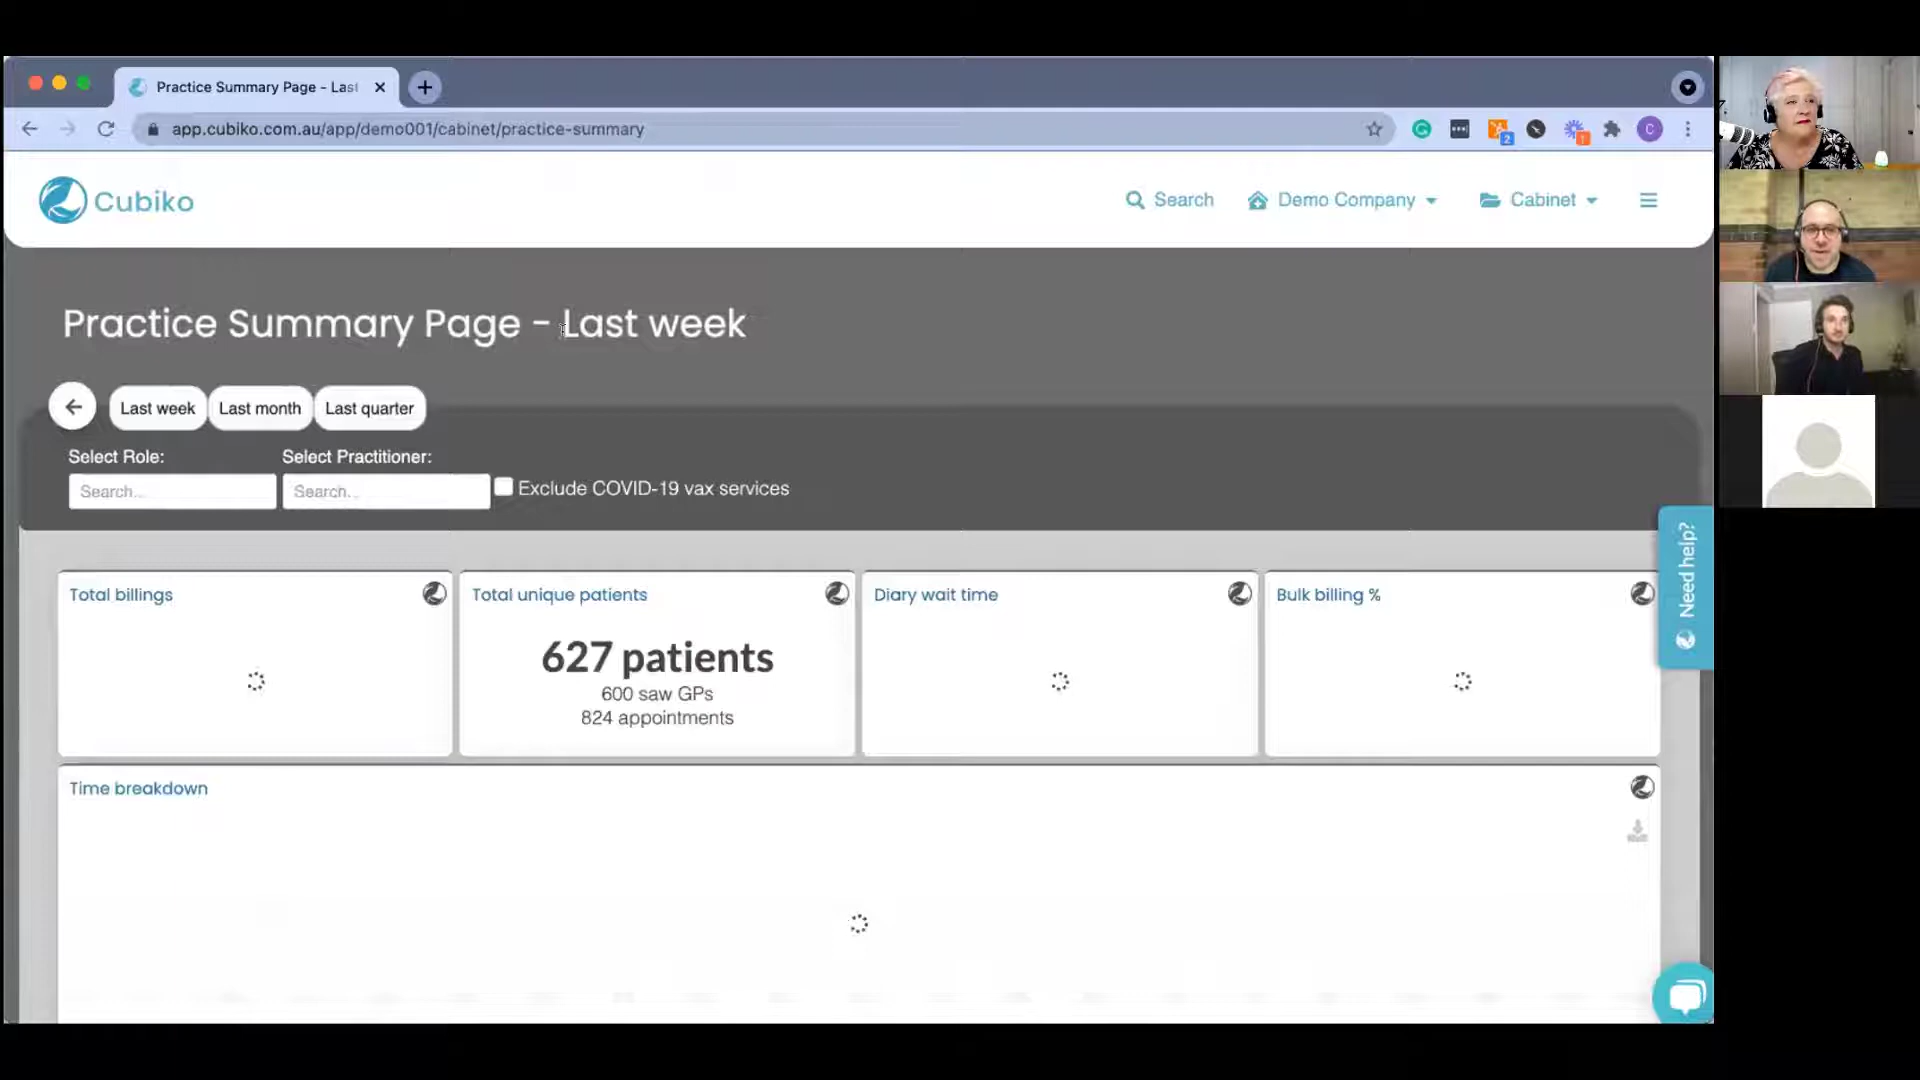 Practice Summary Page - Last
app.cubiko.com.au/app/demo001/cabinet/practice-summary
2
1
C
Cubiko
Search
Demo Company
Cabinet
Practice Summary Page - Last week
Last week
Last month
Last quarter
Select Role:
Select Practitioner:
Search...
Search...
Exclude COVID-19 vax services
Need help?
Total billings
Total unique patients
627 patients
600 saw GPs
824 appointments
Diary wait time
Bulk billing %
Time breakdown